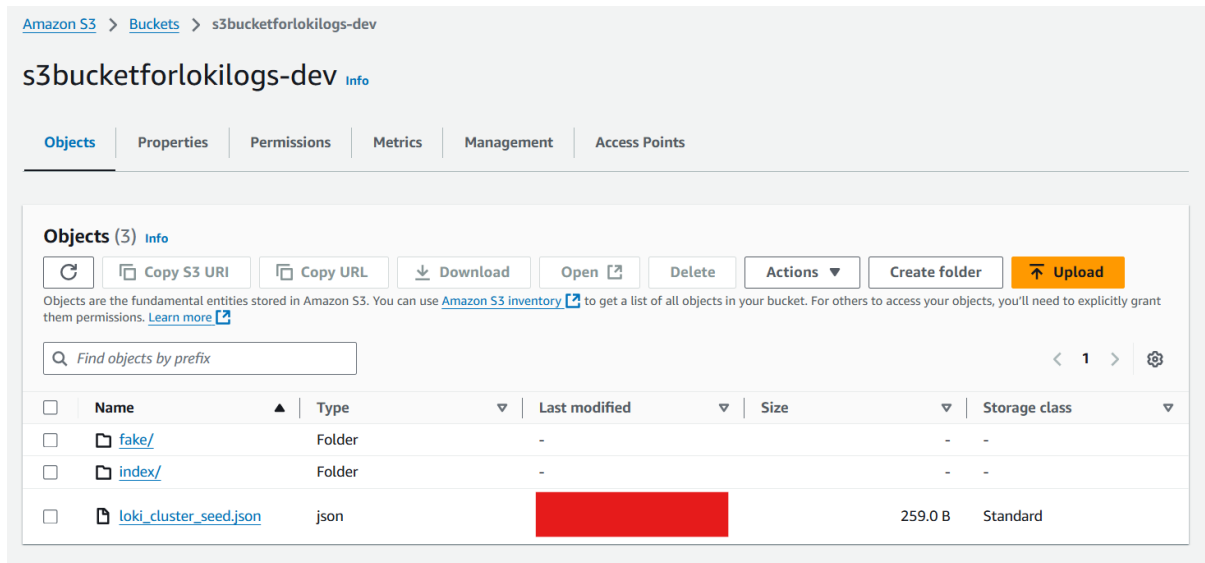 Amazon S3 > Buckets > s3bucketforlokilogs-dev
s3bucketforlokilogs-dev Info
Objects Properties Permissions Metrics Management Access Points
Objects (3) Info
Copy S3 URI Copy URL Download Open Delete Actions Create folder Upload
Objects are the fundamental entities stored in Amazon S3. You can use Amazon S3 inventory to get a list of all objects in your bucket. For others to access your objects, you'll need to explicitly grant
them permissions. Learn more
Find objects by prefix < 1 >
Name Type Last modified Size Storage class
fake/ Folder - - -
index/ Folder - - -
loki_cluster_seed.json json 259.0 B Standard